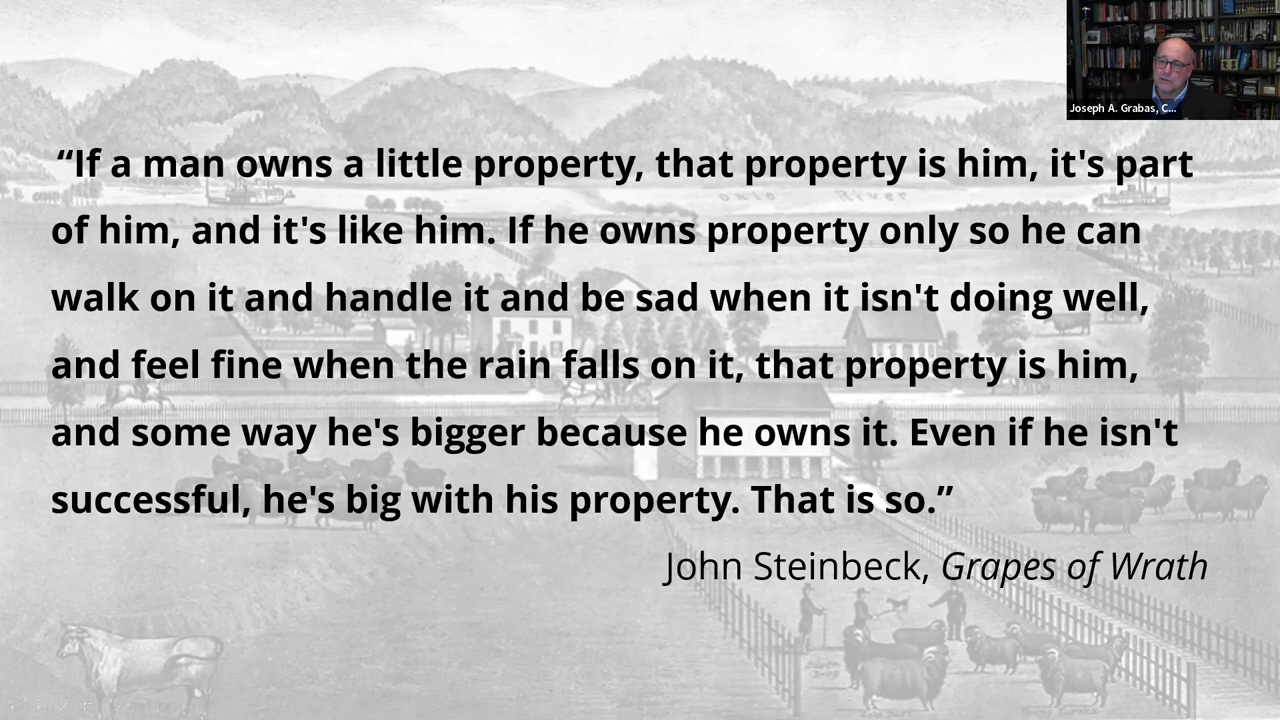 Joseph A. Grabas, C...
“If a man owns a little property, that property is him, it's part
of him, and it's like him. If he owns property only so he can
walk on it and handle it and be sad when it isn't doing well,
and feel fine when the rain falls on it, that property is him,
and some way he's bigger because he owns it. Even if he isn't
successful, he's big with his property. That is so.”
John Steinbeck, Grapes of Wrath
Ohio River